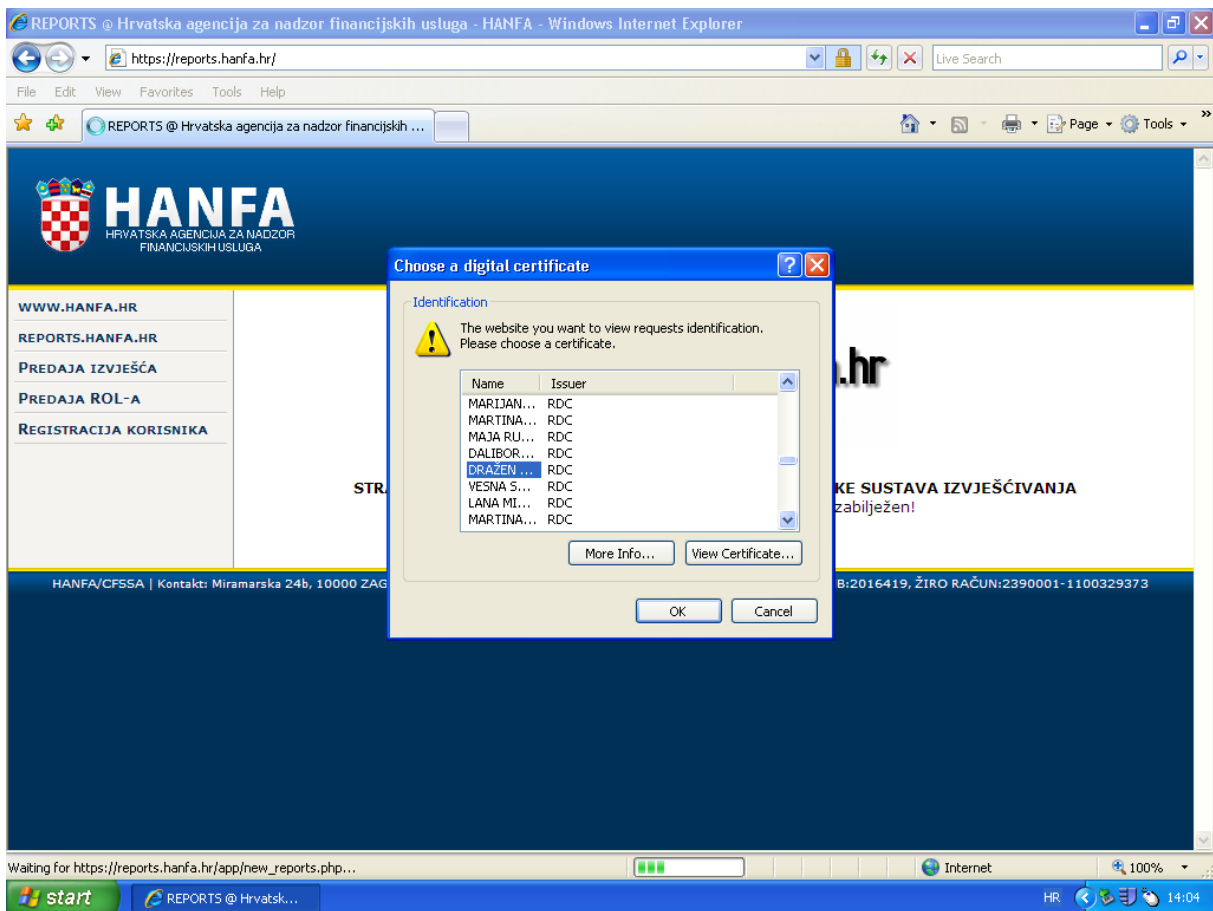 REPORTS @ Hrvatska agencija za nadzor financijskih usluga - HANFA - Windows Internet Explorer
https://reports.hanfa.hr/
Live Search
File Edit View Favorites Tools Help
REPORTS @ Hrvatska agencija za nadzor financijskih ...
Page Tools
HANFA
HRVATSKA AGENCIJA ZA NADZOR
FINANCIJSKIH USLUGA
Choose a digital certificate
Identification
The website you want to view requests identification.
Please choose a certificate.
Name Issuer
MARIJAN... RDC
MARTINA... RDC
MAJA RU... RDC
DALIBOR... RDC
DRAŽEN ... RDC
VESNA S... RDC
LANA MI... RDC
MARTINA... RDC
More Info... View Certificate...
OK Cancel
WWW.HANFA.HR
REPORTS.HANFA.HR
PREDAJA IZVJEŠĆA
PREDAJA ROL-A
REGISTRACIJA KORISNIKA
.hr
STR
KE SUSTAVA IZVJEŠĆIVANJA
zabilježen!
HANFA/CFSSA | Kontakt: Miramarska 24b, 10000 ZAG
B:2016419, ŽIRO RAČUN:2390001-1100329373
Waiting for https://reports.hanfa.hr/app/new_reports.php...
Internet 100%
start REPORTS @ Hrvatsk... HR 14:04